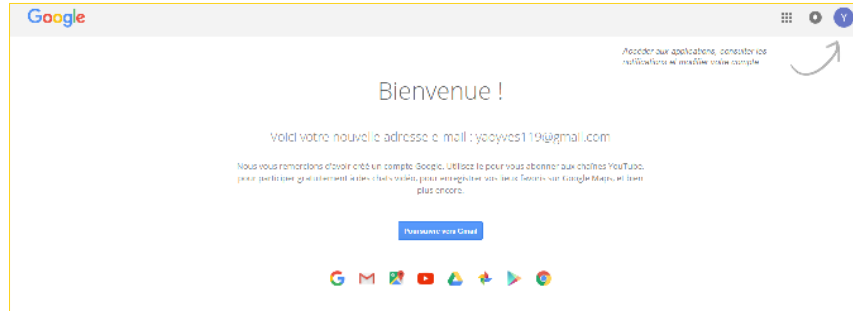 Google
Y
Accéder aux applications, consulter les
notifications et modifier votre compte
Bienvenue !
Voici votre nouvelle adresse e-mail : yaoyves119@gmail.com
Nous vous remercions d'avoir créé un compte Google. Utilisez-le pour vous abonner aux chaînes YouTube,
pour participer gratuitement à des chats vidéo, pour enregistrer vos lieux favoris sur Google Maps, et bien
plus encore.
Poursuivre vers Gmail